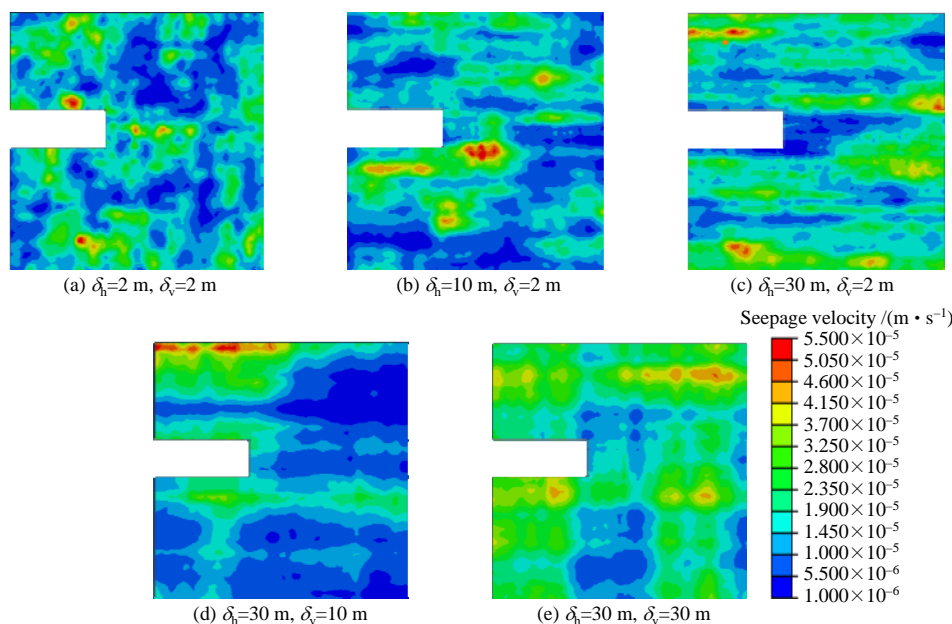 (a) δh=2 m, δv=2 m
(b) δh=10 m, δv=2 m
(c) δh=30 m, δv=2 m
Seepage velocity /(m · s⁻¹)
5.500×10⁻⁵
5.050×10⁻⁵
4.600×10⁻⁵
4.150×10⁻⁵
3.700×10⁻⁵
3.250×10⁻⁵
2.800×10⁻⁵
2.350×10⁻⁵
1.900×10⁻⁵
1.450×10⁻⁵
1.000×10⁻⁵
5.500×10⁻⁶
1.000×10⁻⁶
(d) δh=30 m, δv=10 m
(e) δh=30 m, δv=30 m